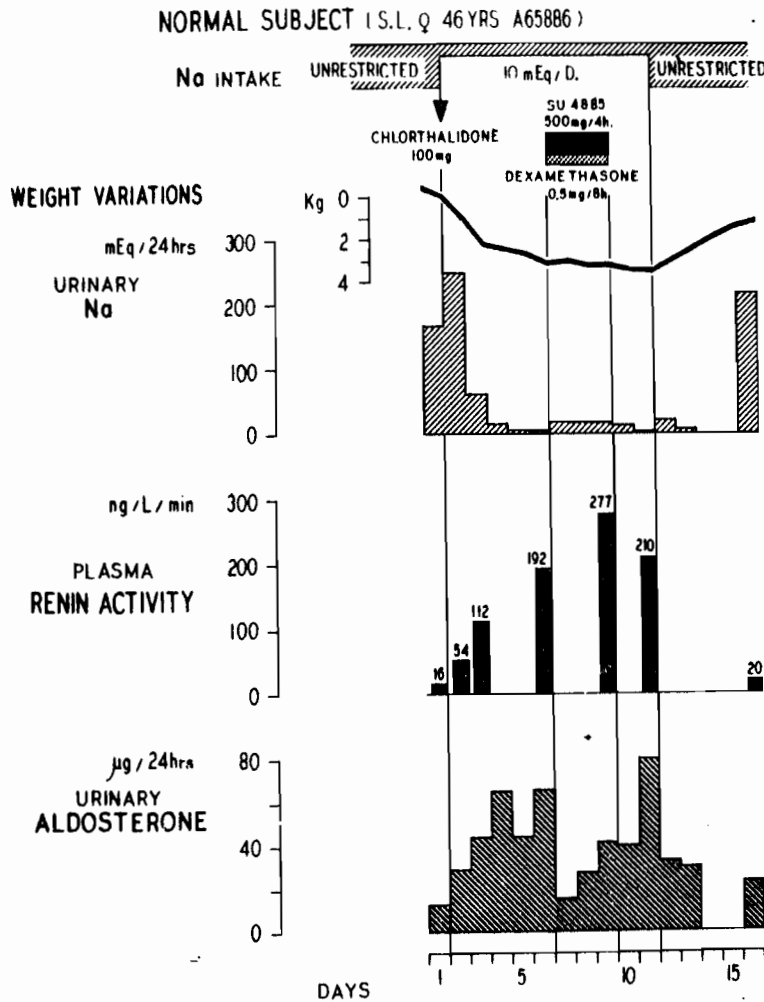 NORMAL SUBJECT (S.L. ♀ 46 YRS A65886)
Na INTAKE
UNRESTRICTED
10 mEq/D.
UNRESTRICTED
SU 4885
500mg/4h.
CHLORTHALIDONE
100mg
DEXAMETHASONE
0.5mg/8h
WEIGHT VARIATIONS
Kg
0
2
4
mEq/24hrs
300
URINARY
Na
200
100
0
ng/L/min
300
PLASMA
RENIN ACTIVITY
200
100
0
16
54
112
192
277
210
20
µg/24hrs
80
URINARY
ALDOSTERONE
40
0
DAYS
1
5
10
15